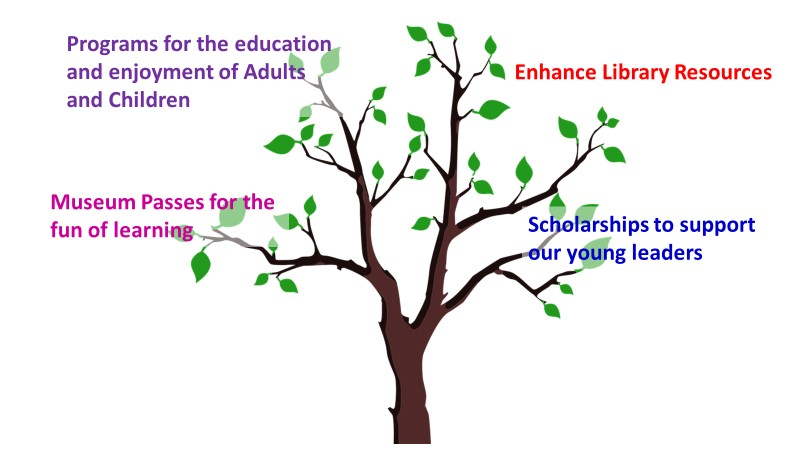 Programs for the education
and enjoyment of Adults
and Children
Enhance Library Resources
Museum Passes for the
fun of learning
Scholarships to support
our young leaders